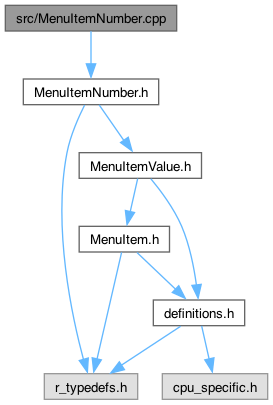 src/MenuItemNumber.cpp
MenuItemNumber.h
MenuItemValue.h
MenuItem.h
definitions.h
r_typedefs.h
cpu_specific.h